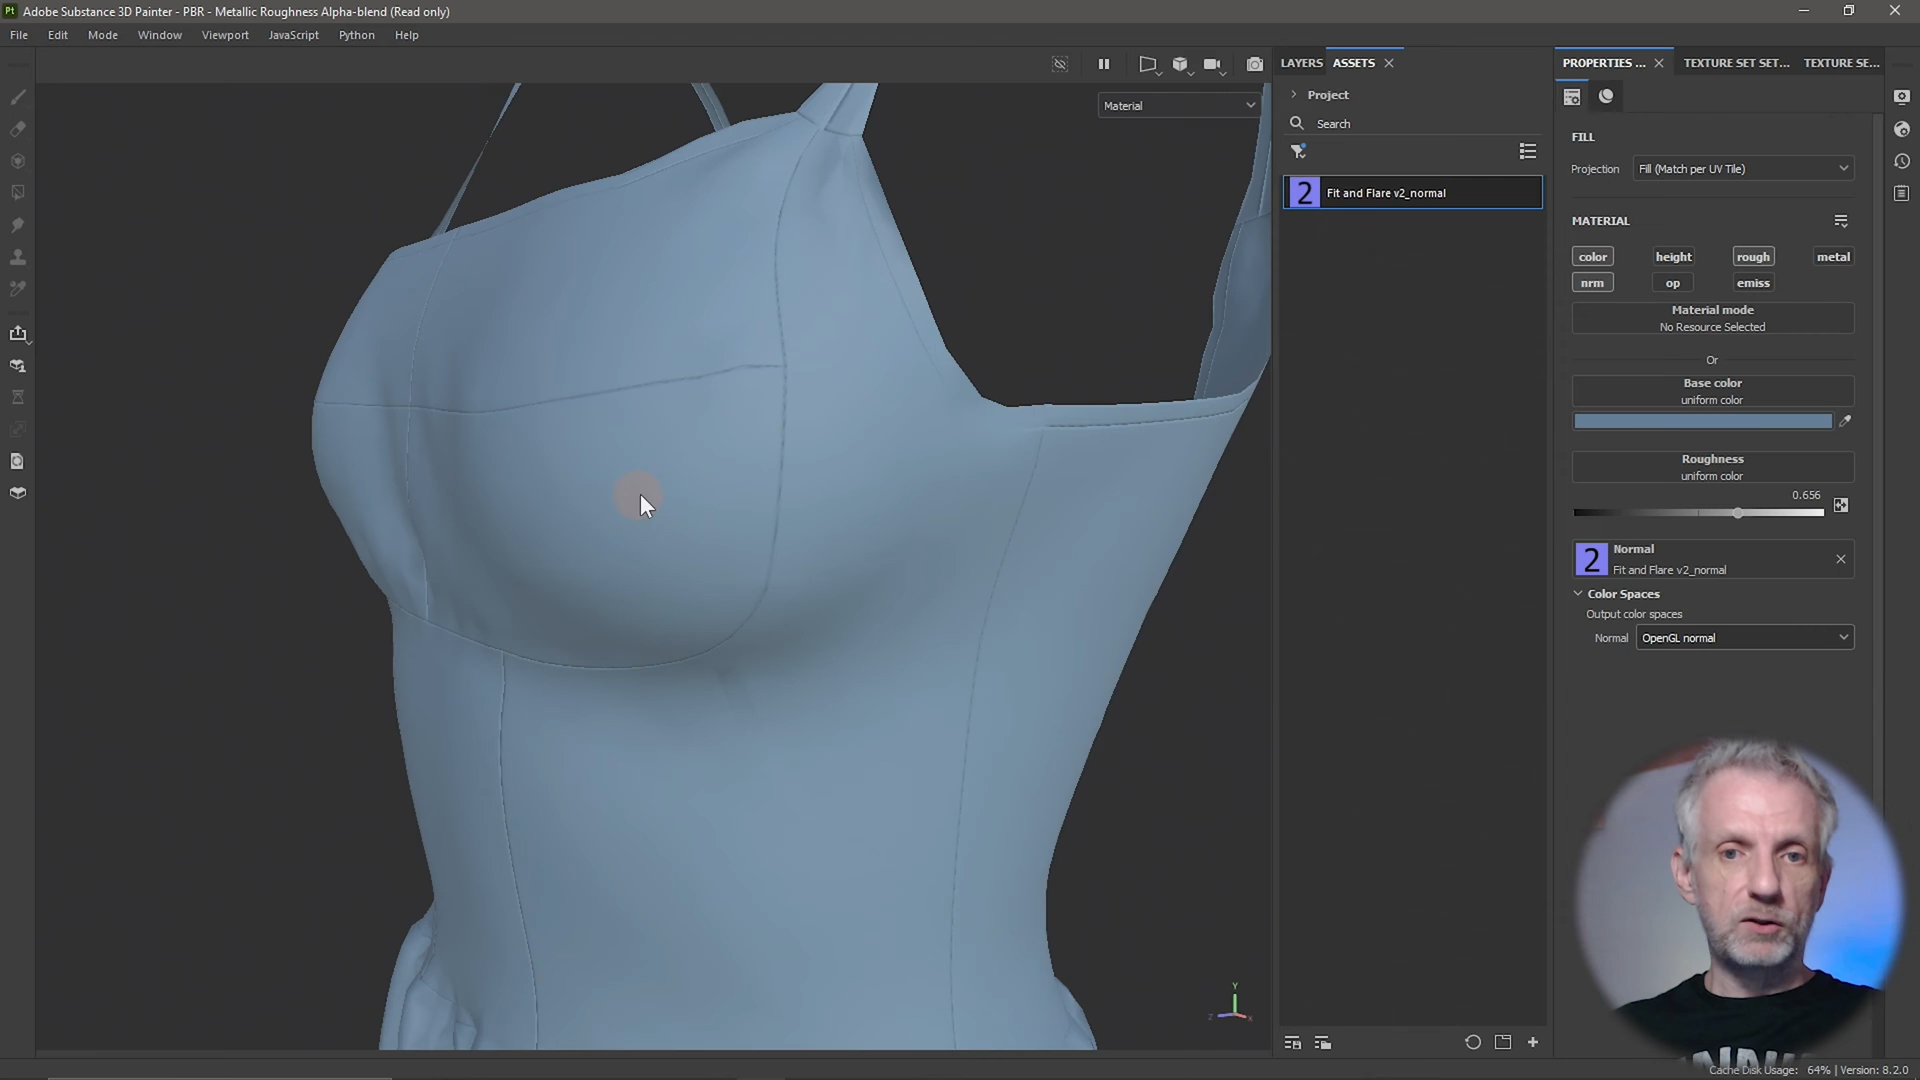 Pt Adobe Substance 3D Painter - PBR - Metallic Roughness Alpha-blend (Read only)
File Edit Mode Window Viewport JavaScript Python Help
LAYERS ASSETS
PROPERTIES ... TEXTURE SET SET... TEXTURE SE...
Material
Project
Search
2 Fit and Flare v2_normal
FILL
Projection Fill (Match per UV Tile)
MATERIAL
color height rough metal
nrm op emiss
Material mode
No Resource Selected
Or
Base color
uniform color
Roughness
uniform color
0.656
2 Normal
Fit and Flare v2_normal
Color Spaces
Output color spaces
Normal OpenGL normal
Y
Z X
Cache Disk Usage: 64% | Version: 8.2.0